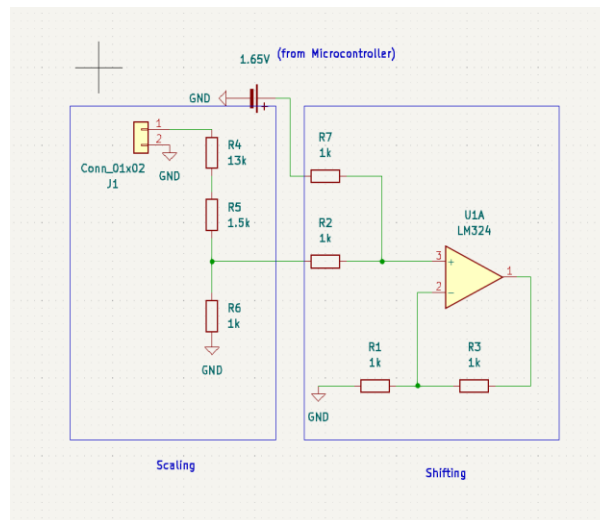 1.65V (from Microcontroller)
GND
1
2
Conn_01x02
J1
GND
R4
13k
R5
1.5k
R6
1k
GND
R7
1k
R2
1k
U1A
LM324
3
+
2
-
1
R1
1k
R3
1k
GND
+
Scaling
Shifting